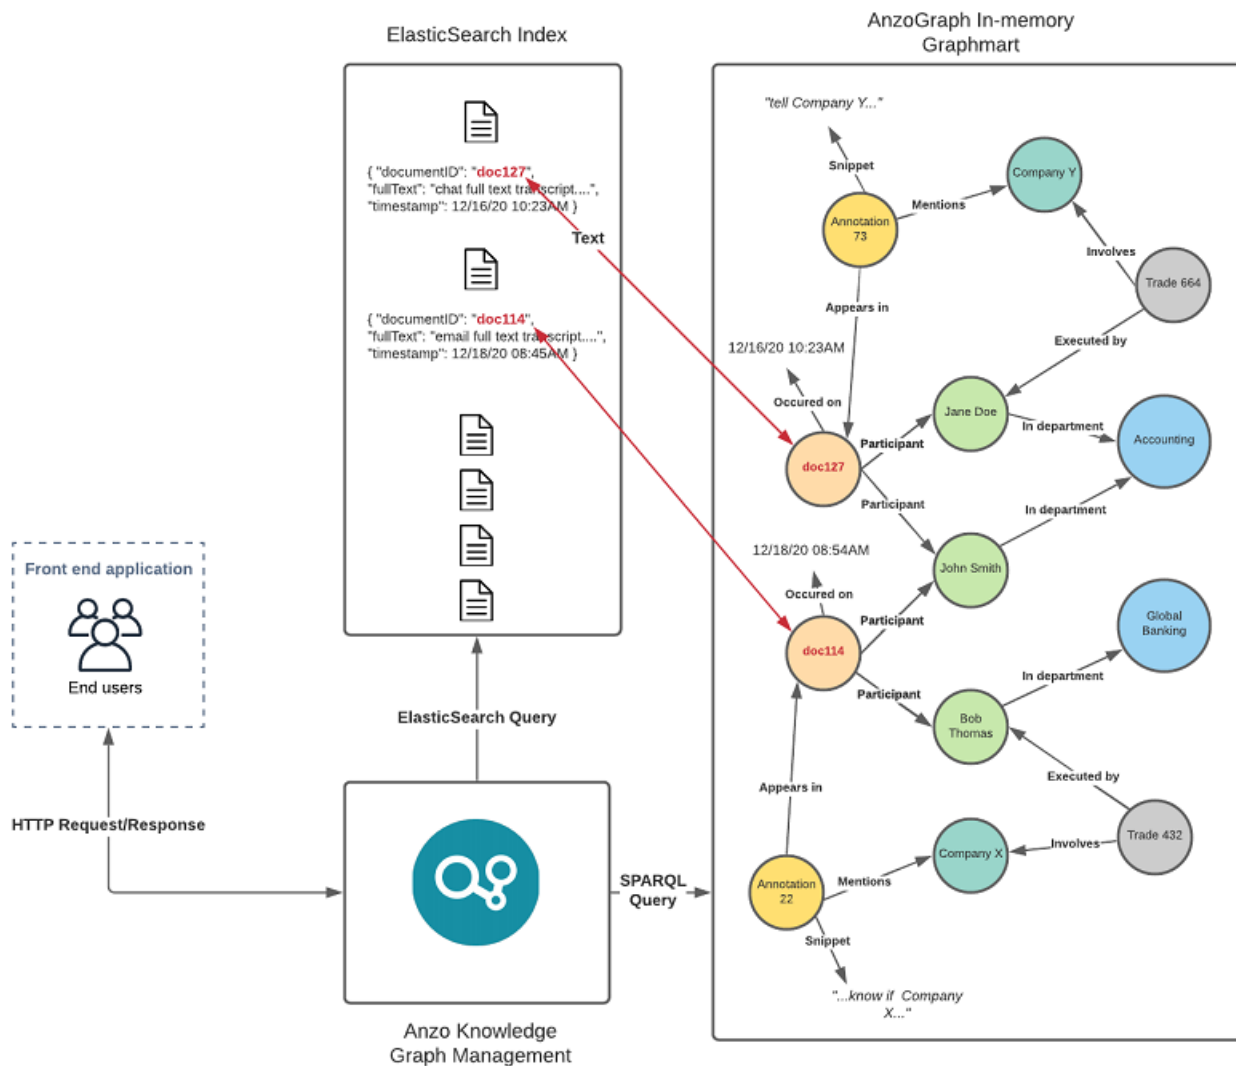 ElasticSearch Index
{ "documentID": "doc127",
"fullText": "chat full text transcript....",
"timestamp": 12/16/20 10:23AM }
Text
{ "documentID": "doc114",
"fullText": "email full text transcript....",
"timestamp": 12/18/20 08:45AM }
Front end application
End users
HTTP Request/Response
ElasticSearch Query
SPARQL
Query
Anzo Knowledge
Graph Management
AnzoGraph In-memory
Graphmart
"tell Company Y..."
Snippet
Annotation
73
Mentions
Company Y
Involves
Trade 664
Appears in
Executed by
12/16/20 10:23AM
Occured on
doc127
Participant
Jane Doe
In department
Accounting
Participant
In department
John Smith
12/18/20 08:54AM
Occured on
doc114
Participant
Global
Banking
Participant
In department
Bob
Thomas
Executed by
Appears in
Trade 432
Involves
Company X
Mentions
Annotation
22
Snippet
"...know if Company
X..."